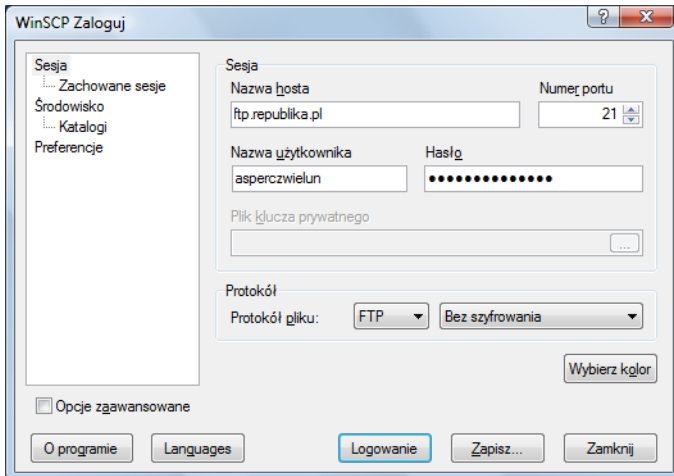 WinSCP Zaloguj
Sesja
Zachowane sesje
Środowisko
Katalogi
Preferencje
Sesja
Nazwa hosta
Numer portu
ftp.republika.pl
21
Nazwa użytkownika
Hasło
asperczwielun
●●●●●●●●●●●●●●
Plik klucza prywatnego
...
Protokół
Protokół pliku:
FTP
Bez szyfrowania
Wybierz kolor
Opcje zaawansowane
O programie
Languages
Logowanie
Zapisz...
Zamknij